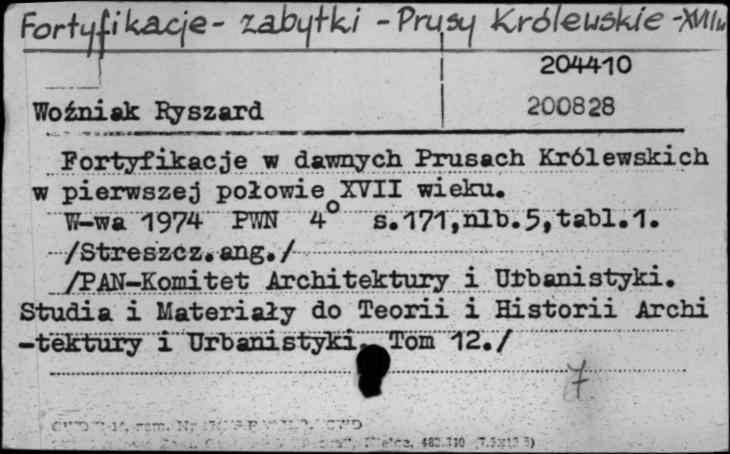 Fortyfikacje - zabytki - Prusy Królewskie - XVII w
204410
Woźniak Ryszard
200828
Fortyfikacje w dawnych Prusach Królewskich
w pierwszej połowie XVII wieku.
W-wa 1974 PWN 4° s.171,nlb.5,tabl.1.
/Streszcz.ang./
/PAN-Komitet Architektury i Urbanistyki.
Studia i Materiały do Teorii i Historii Archi
-tektury i Urbanistyki. Tom 12./
7